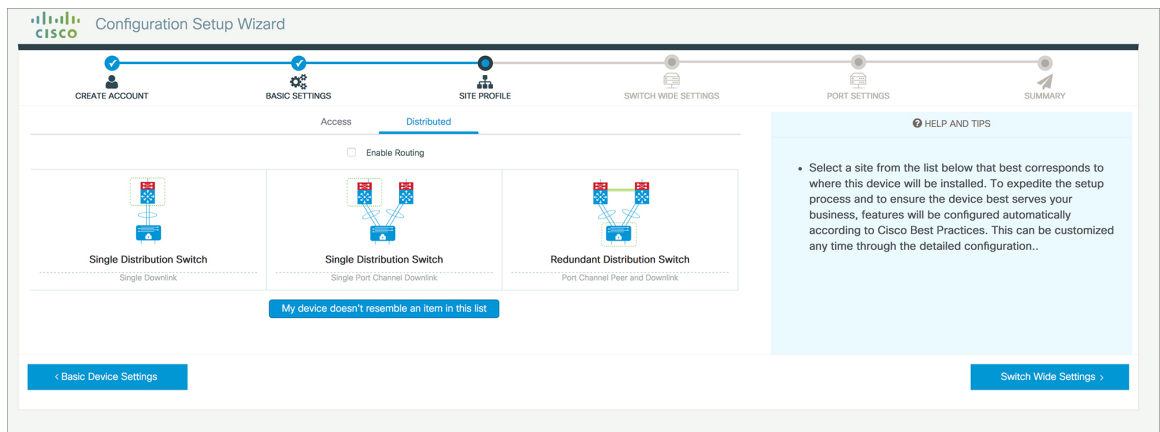 CISCO
Configuration Setup Wizard
CREATE ACCOUNT
BASIC SETTINGS
SITE PROFILE
SWITCH WIDE SETTINGS
PORT SETTINGS
SUMMARY
Access
Distributed
Enable Routing
Single Distribution Switch
Single Downlink
Single Distribution Switch
Single Port Channel Downlink
Redundant Distribution Switch
Port Channel Peer and Downlink
My device doesn't resemble an item in this list
HELP AND TIPS
• Select a site from the list below that best corresponds to
where this device will be installed. To expedite the setup
process and to ensure the device best serves your
business, features will be configured automatically
according to Cisco Best Practices. This can be customized
any time through the detailed configuration..
‹ Basic Device Settings
Switch Wide Settings ›